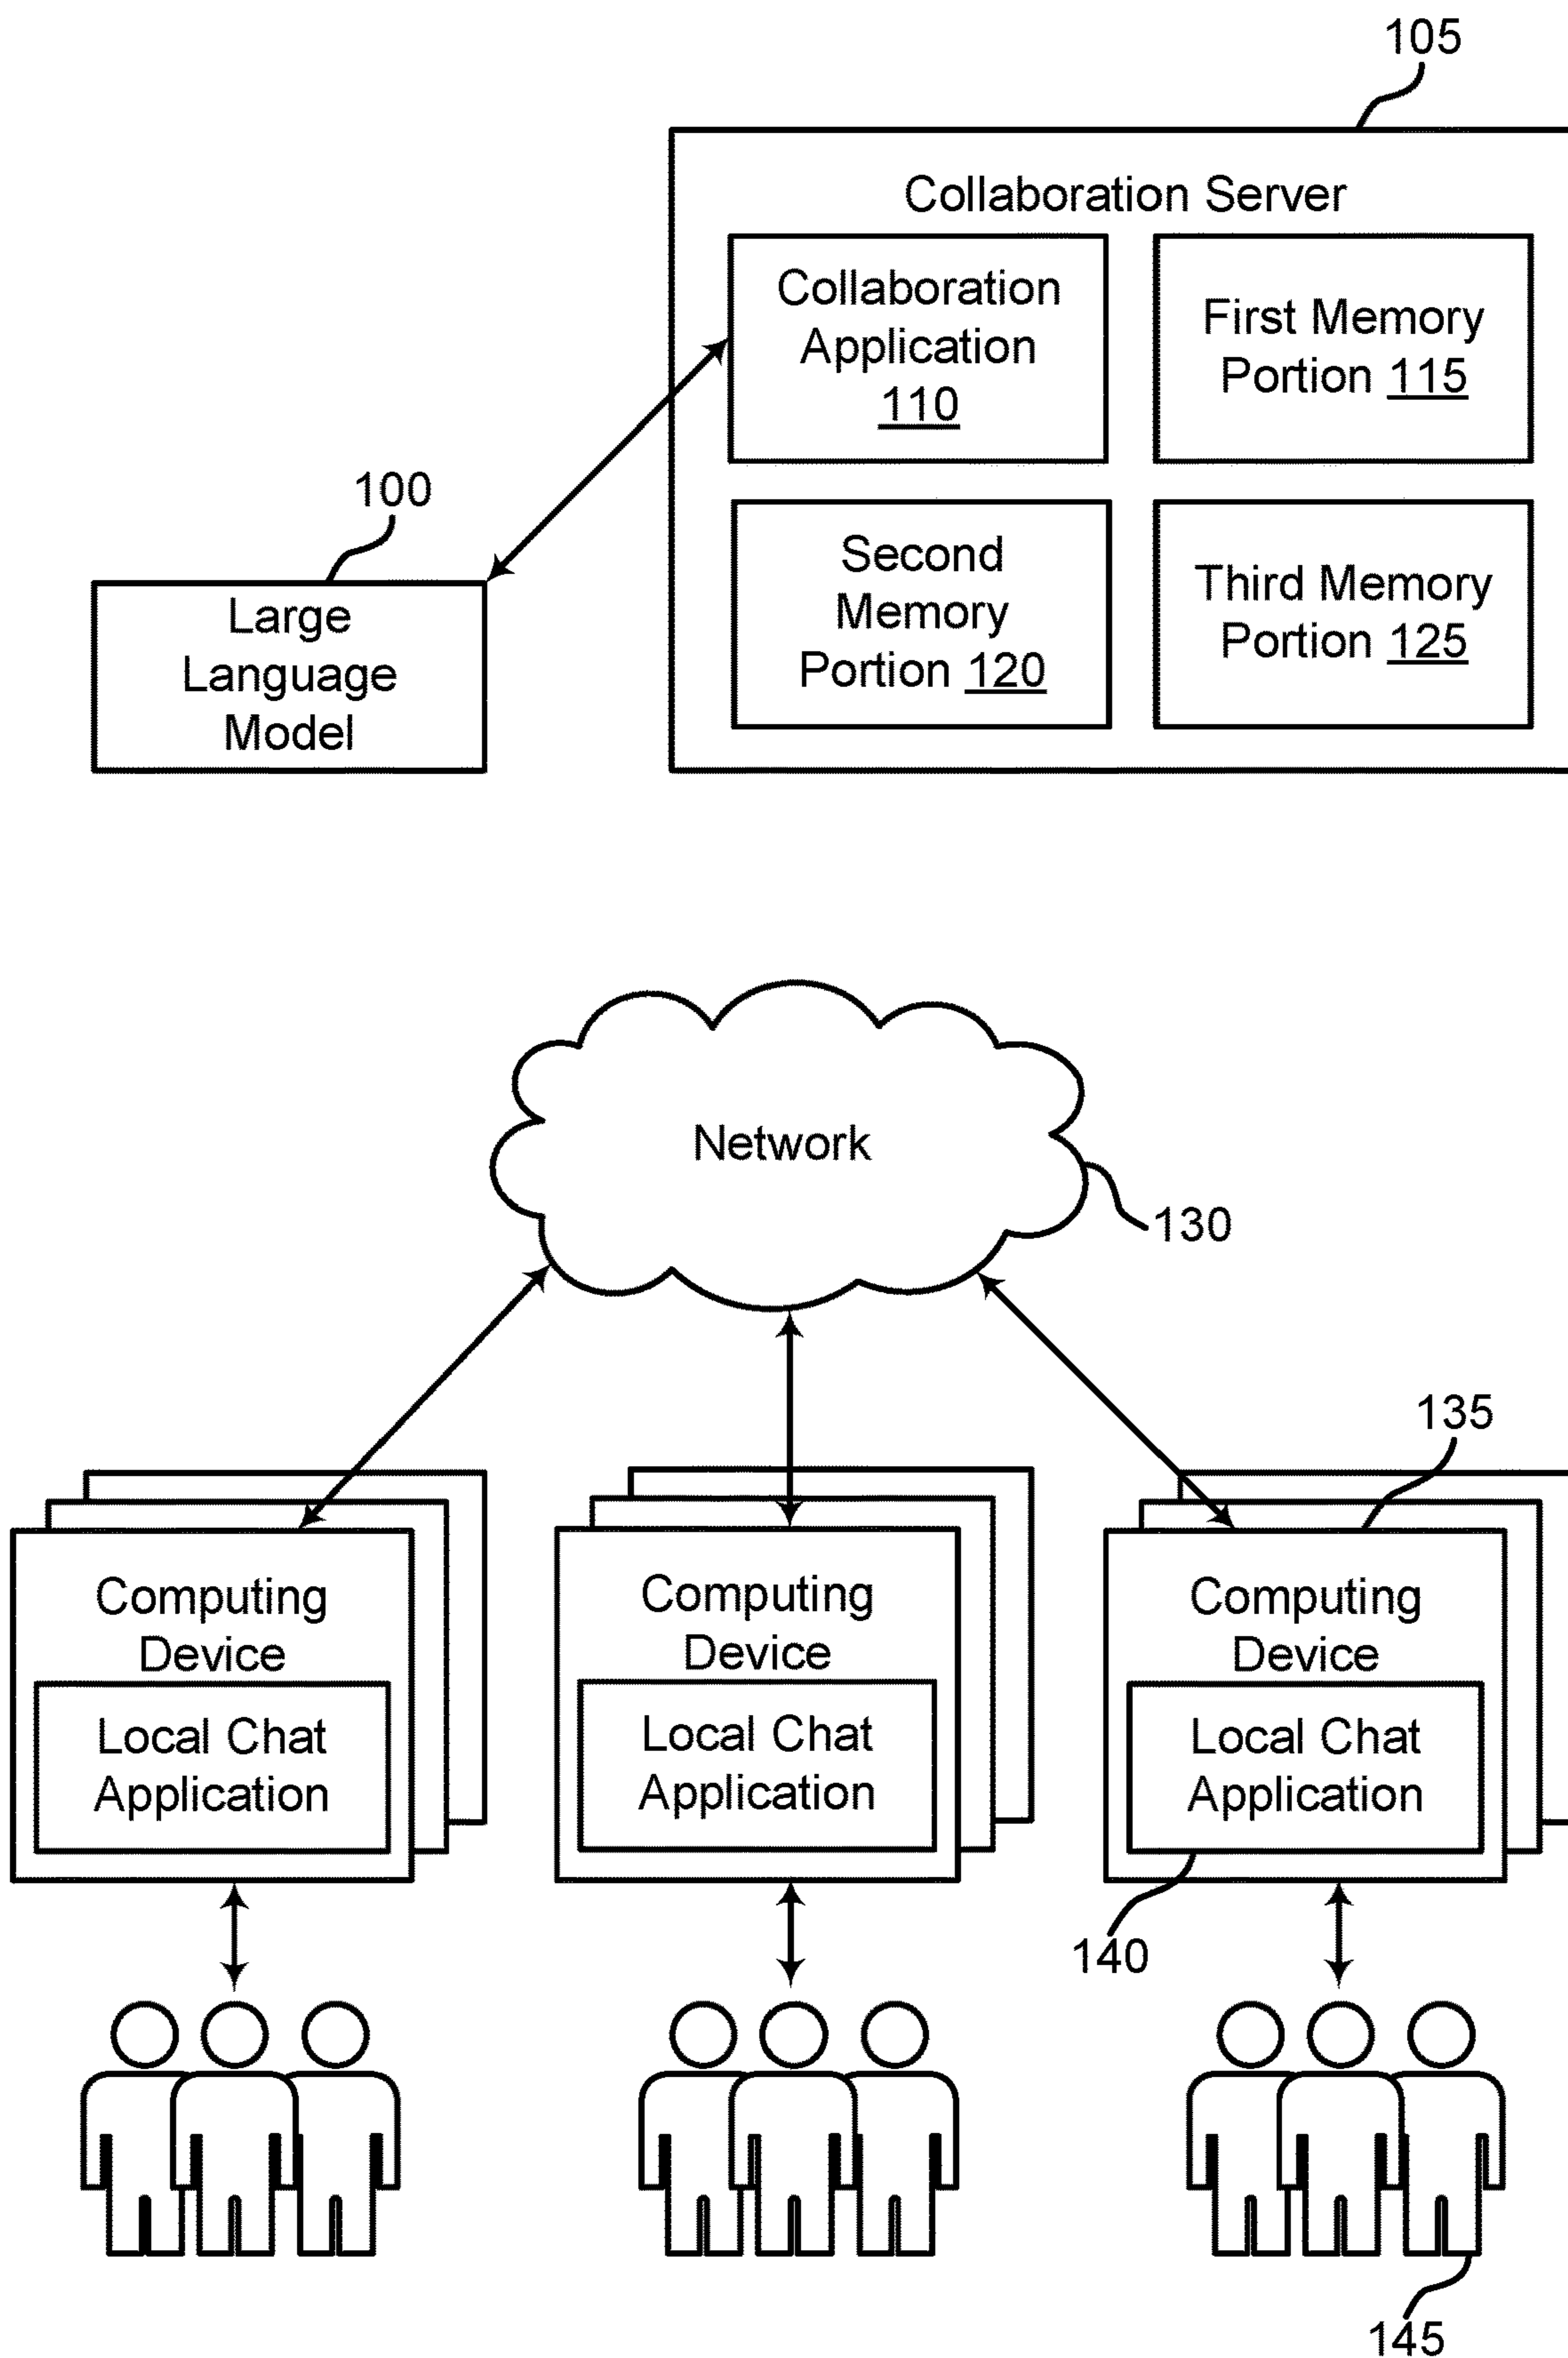 105
Collaboration Server
Collaboration
Application
110
First Memory
Portion 115
100
Second
Memory
Portion 120
Third Memory
Portion 125
Large
Language
Model
Network
130
135
Computing
Device
Local Chat
Application
Computing
Device
Local Chat
Application
Computing
Device
Local Chat
Application
140
145